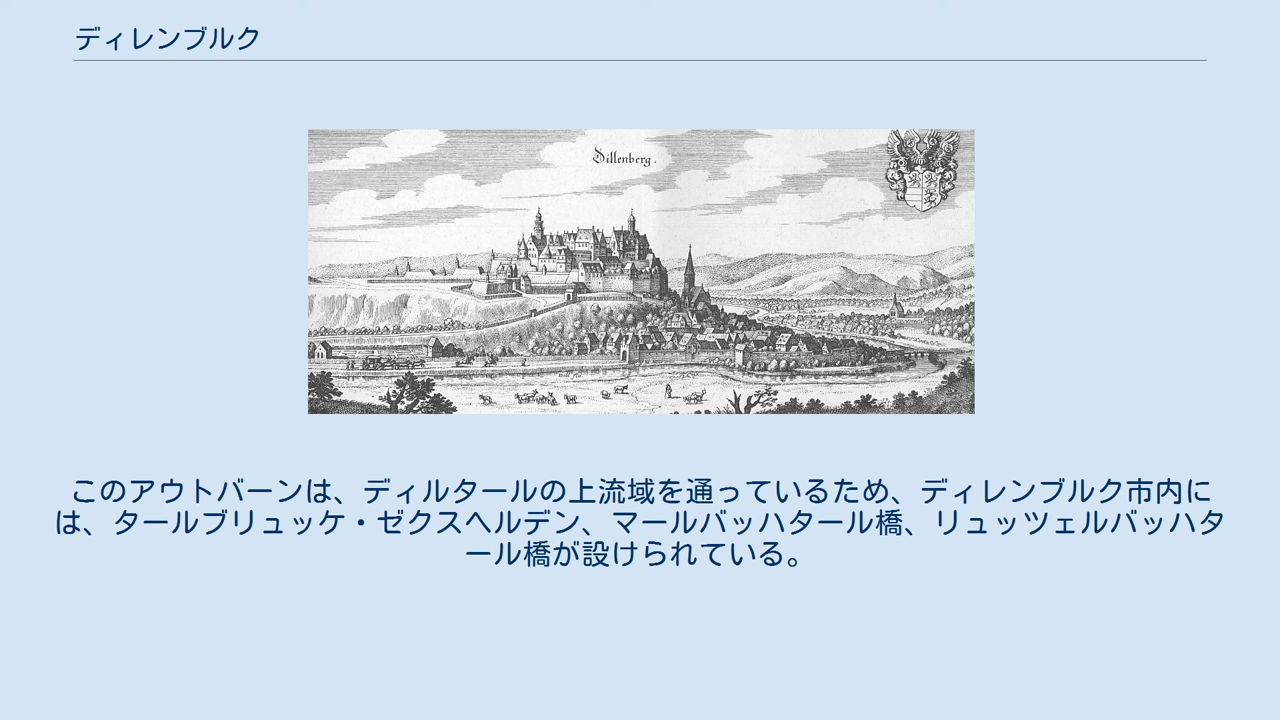 ディレンブルク
Dillenberg.
このアウトバーンは、ディルタールの上流域を通っているため、ディレンブルク市内に
は、タールブリュッケ・ゼクスヘルデン、マールバッハタール橋、リュッツェルバッハタ
ール橋が設けられている。